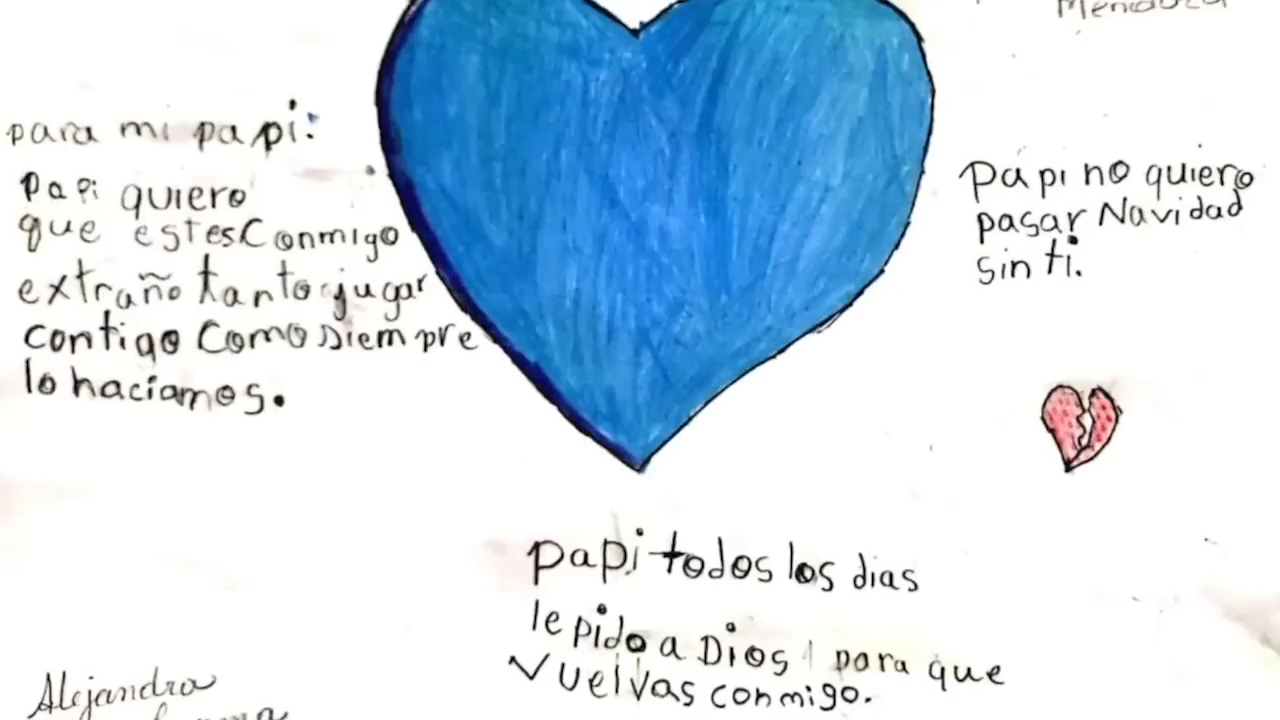 Mendoza
para mi papi:
Papi quiero
que estes Conmigo
extraño tanto jugar
contigo Como siempre
lo haciamos.
Papi no quiero
pasar Navidad
sin ti.
papi todos los dias
le pido a Dios para que
vuelvas conmigo.
Alejandra